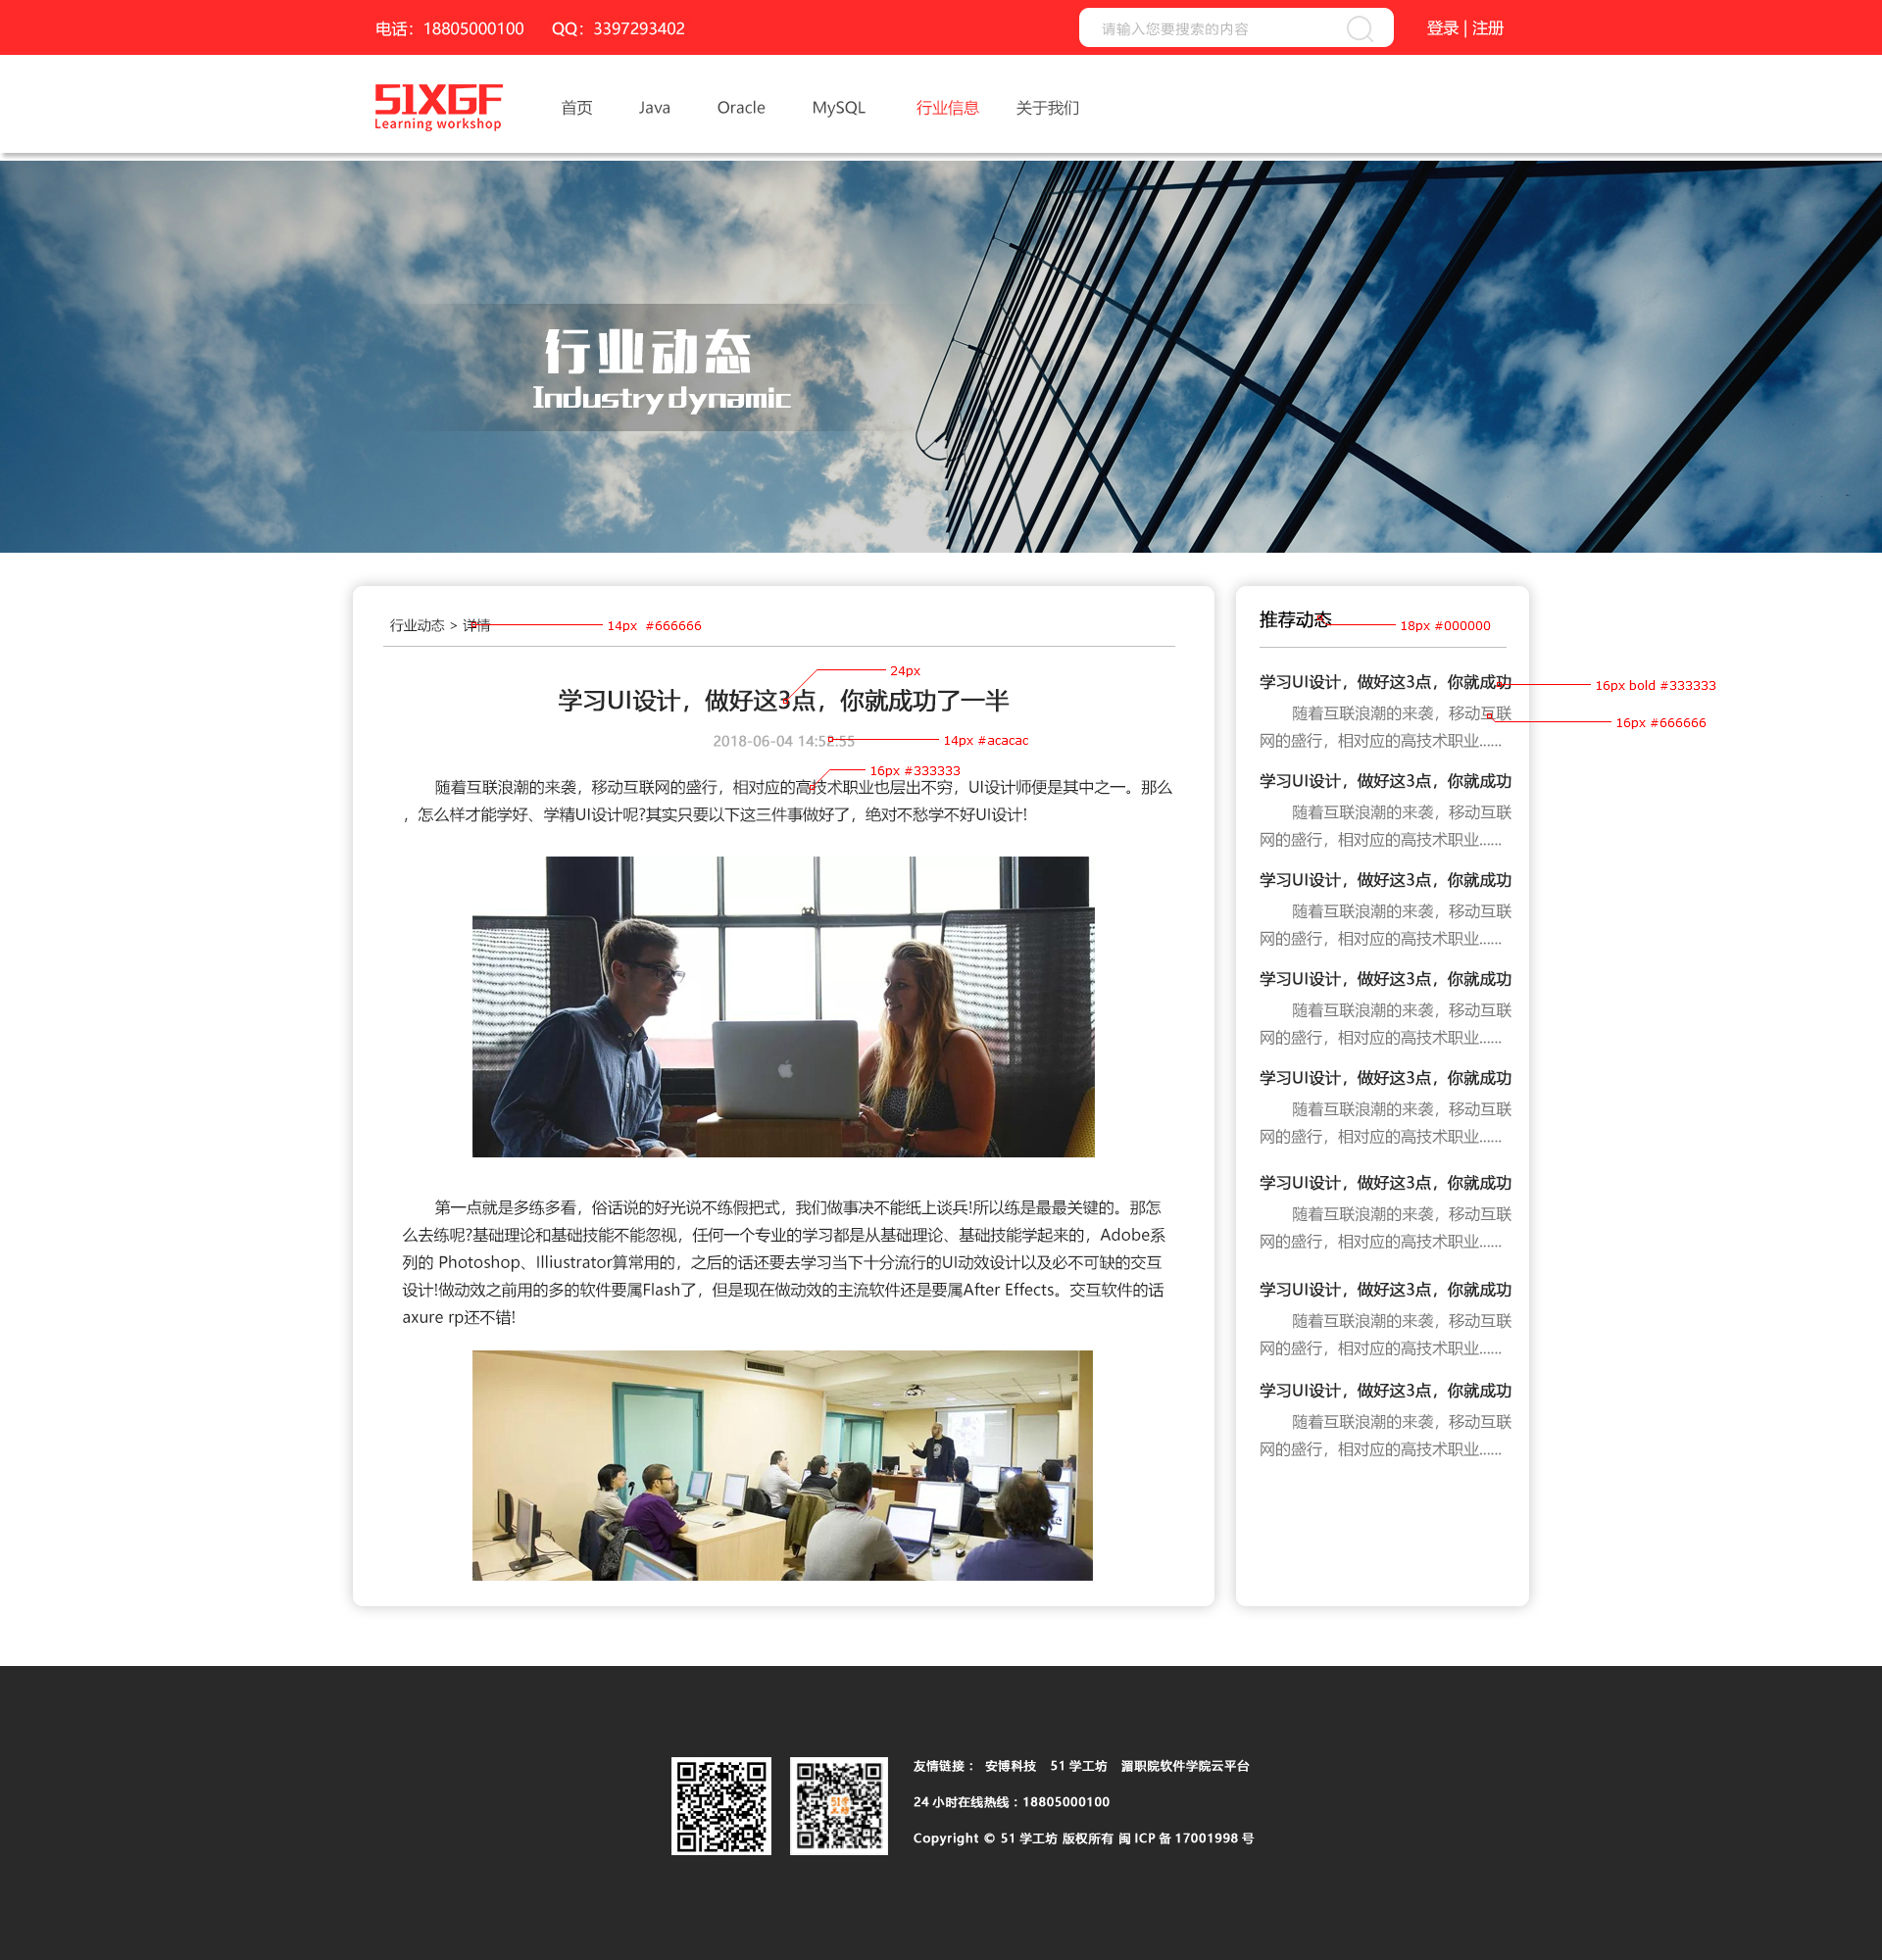 电话：18805000100 QQ：3397293402
请输入您要搜索的内容
登录 | 注册
51XGF
Learning workshop
首页 Java Oracle MySQL 行业信息 关于我们
行业动态
Industry dynamic
行业动态 > 详情
14px #666666
24px
学习UI设计，做好这3点，你就成功了一半
2018-06-04 14:52:55
14px #acacac
16px #333333
随着互联浪潮的来袭，移动互联网的盛行，相对应的高技术职业也层出不穷，UI设计师便是其中之一。那么
，怎么样才能学好、学精UI设计呢?其实只要以下这三件事做好了，绝对不愁学不好UI设计!
第一点就是多练多看，俗话说的好光说不练假把式，我们做事决不能纸上谈兵!所以练是最最关键的。那怎
么去练呢?基础理论和基础技能不能忽视，任何一个专业的学习都是从基础理论、基础技能学起来的，Adobe系
列的 Photoshop、Illiustrator算常用的，之后的话还要去学习当下十分流行的UI动效设计以及必不可缺的交互
设计!做动效之前用的多的软件要属Flash了，但是现在做动效的主流软件还是要属After Effects。交互软件的话
axure rp还不错!
推荐动态
18px #000000
学习UI设计，做好这3点，你就成功
16px bold #333333
随着互联浪潮的来袭，移动互联
16px #666666
网的盛行，相对应的高技术职业......
学习UI设计，做好这3点，你就成功
随着互联浪潮的来袭，移动互联
网的盛行，相对应的高技术职业......
学习UI设计，做好这3点，你就成功
随着互联浪潮的来袭，移动互联
网的盛行，相对应的高技术职业......
学习UI设计，做好这3点，你就成功
随着互联浪潮的来袭，移动互联
网的盛行，相对应的高技术职业......
学习UI设计，做好这3点，你就成功
随着互联浪潮的来袭，移动互联
网的盛行，相对应的高技术职业......
学习UI设计，做好这3点，你就成功
随着互联浪潮的来袭，移动互联
网的盛行，相对应的高技术职业......
学习UI设计，做好这3点，你就成功
随着互联浪潮的来袭，移动互联
网的盛行，相对应的高技术职业......
学习UI设计，做好这3点，你就成功
随着互联浪潮的来袭，移动互联
网的盛行，相对应的高技术职业......
51学
工坊
友情链接： 安博科技 51 学工坊 湄职院软件学院云平台
24 小时在线热线：18805000100
Copyright © 51 学工坊 版权所有 闽 ICP 备 17001998 号